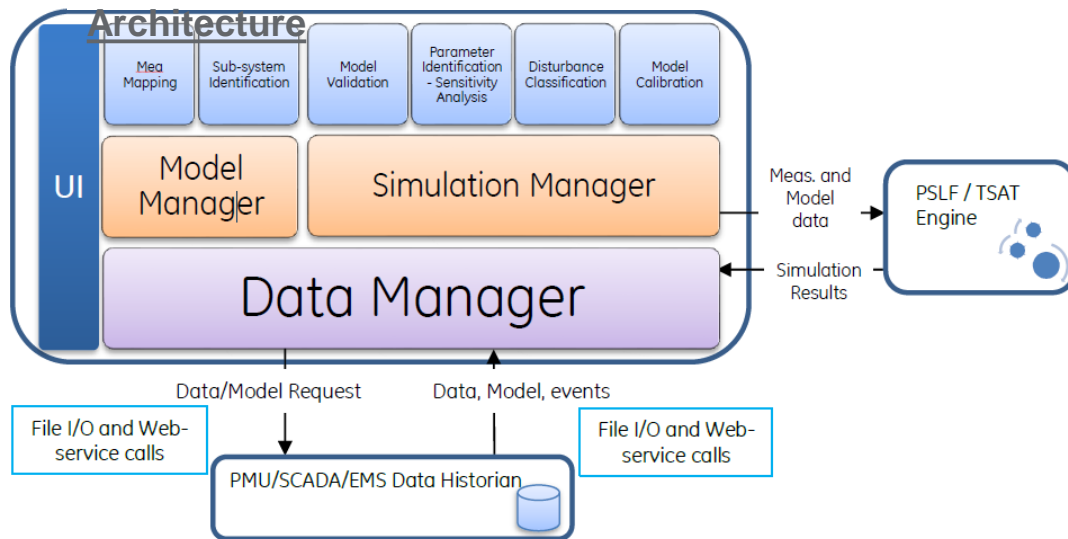 Architecture
Mea
Mapping
Sub-system
Identification
Model
Validation
Parameter
Identification
- Sensitivity
Analysis
Disturbance
Classification
Model
Calibration
UI
Model
Manager
Simulation Manager
Data Manager
Meas. and
Model
data
Simulation
Results
PSLF / TSAT
Engine
Data/Model Request
Data, Model, events
File I/O and Web-
service calls
File I/O and Web-
service calls
PMU/SCADA/EMS Data Historian